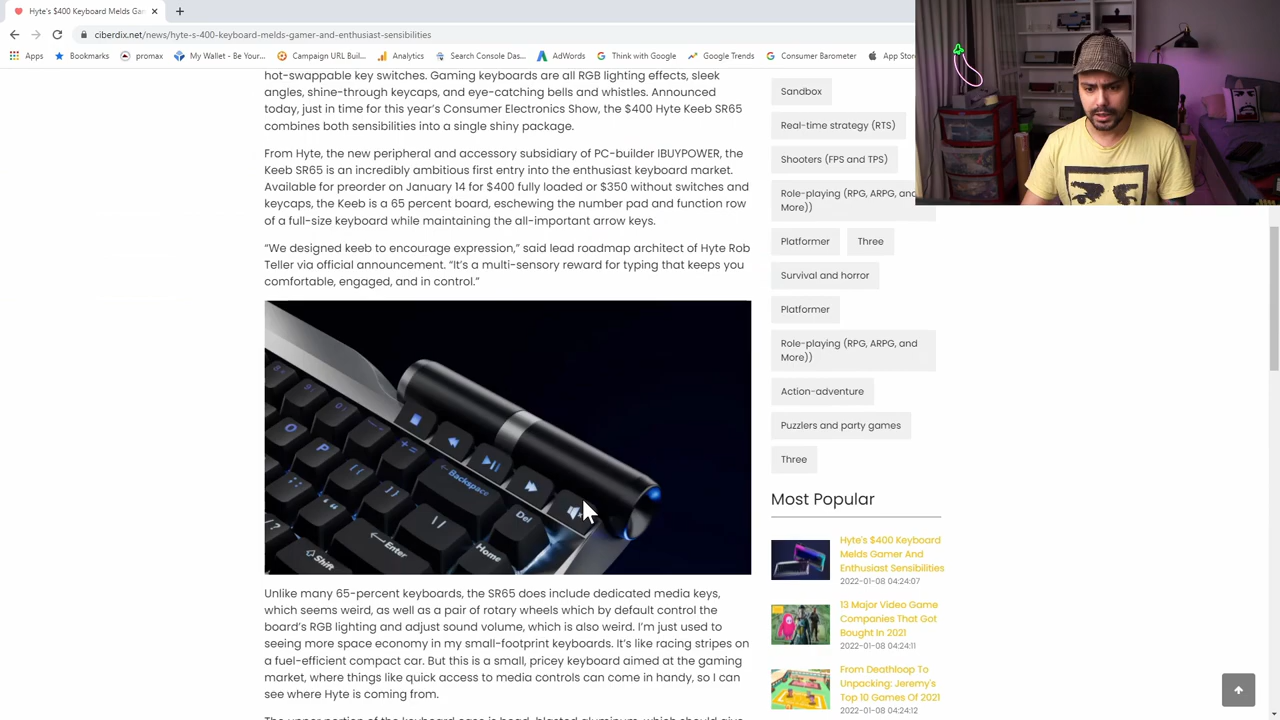 Hyte's $400 Keyboard Melds Gam
ciberdix.net/news/hyte-s-400-keyboard-melds-gamer-and-enthusiast-sensibilities
Apps Bookmarks promax My Wallet - Be Your... Campaign URL Buil... Analytics Search Console Das... AdWords Think with Google Google Trends Consumer Barometer App Stor
hot-swappable key switches. Gaming keyboards are all RGB lighting effects, sleek
angles, shine-through keycaps, and eye-catching bells and whistles. Announced
today, just in time for this year's Consumer Electronics Show, the $400 Hyte Keeb SR65
combines both sensibilities into a single shiny package.
From Hyte, the new peripheral and accessory subsidiary of PC-builder IBUYPOWER, the
Keeb SR65 is an incredibly ambitious first entry into the enthusiast keyboard market.
Available for preorder on January 14 for $400 fully loaded or $350 without switches and
keycaps, the Keeb is a 65 percent board, eschewing the number pad and function row
of a full-size keyboard while maintaining the all-important arrow keys.
“We designed keeb to encourage expression,” said lead roadmap architect of Hyte Rob
Teller via official announcement. “It's a multi-sensory reward for typing that keeps you
comfortable, engaged, and in control.”
O
P
Backspace
Enter
Del
Home
Shift
Unlike many 65-percent keyboards, the SR65 does include dedicated media keys,
which seems weird, as well as a pair of rotary wheels which by default control the
board's RGB lighting and adjust sound volume, which is also weird. I'm just used to
seeing more space economy in my small-footprint keyboards. It's like racing stripes on
a fuel-efficient compact car. But this is a small, pricey keyboard aimed at the gaming
market, where things like quick access to media controls can come in handy, so I can
see where Hyte is coming from.
Sandbox
Real-time strategy (RTS)
Shooters (FPS and TPS)
Role-playing (RPG, ARPG, and
More))
Platformer Three
Survival and horror
Platformer
Role-playing (RPG, ARPG, and
More))
Action-adventure
Puzzlers and party games
Three
Most Popular
Hyte's $400 Keyboard
Melds Gamer And
Enthusiast Sensibilities
2022-01-08 04:24:07
13 Major Video Game
Companies That Got
Bought In 2021
2022-01-08 04:24:11
From Deathloop To
Unpacking: Jeremy's
Top 10 Games Of 2021
2022-01-08 04:24:12